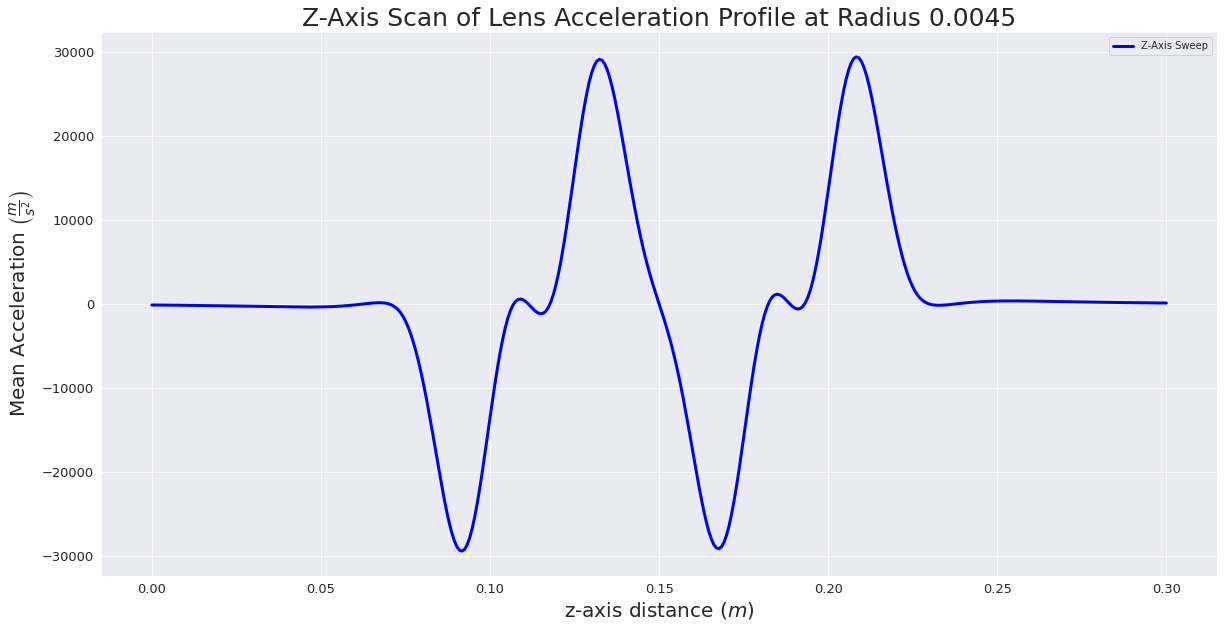 Z-Axis Scan of Lens Acceleration Profile at Radius 0.0045
Z-Axis Sweep
Mean Acceleration (m/s²)
30000
20000
10000
0
−10000
−20000
−30000
0.00 0.05 0.10 0.15 0.20 0.25 0.30
z-axis distance (m)